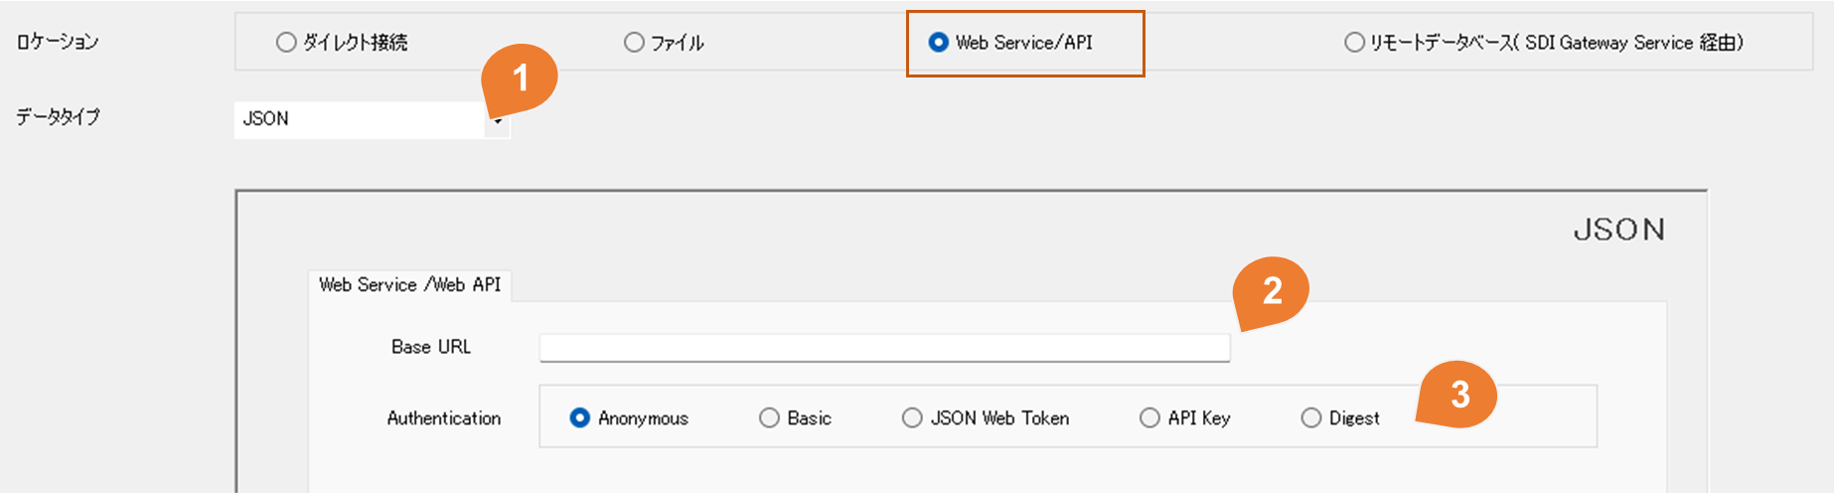 ロケーション ダイレクト接続 ファイル Web Service/API リモートデータベース( SDI Gateway Service 経由)
1
データタイプ JSON
JSON
Web Service /Web API
2
Base URL
3
Authentication Anonymous Basic JSON Web Token API Key Digest